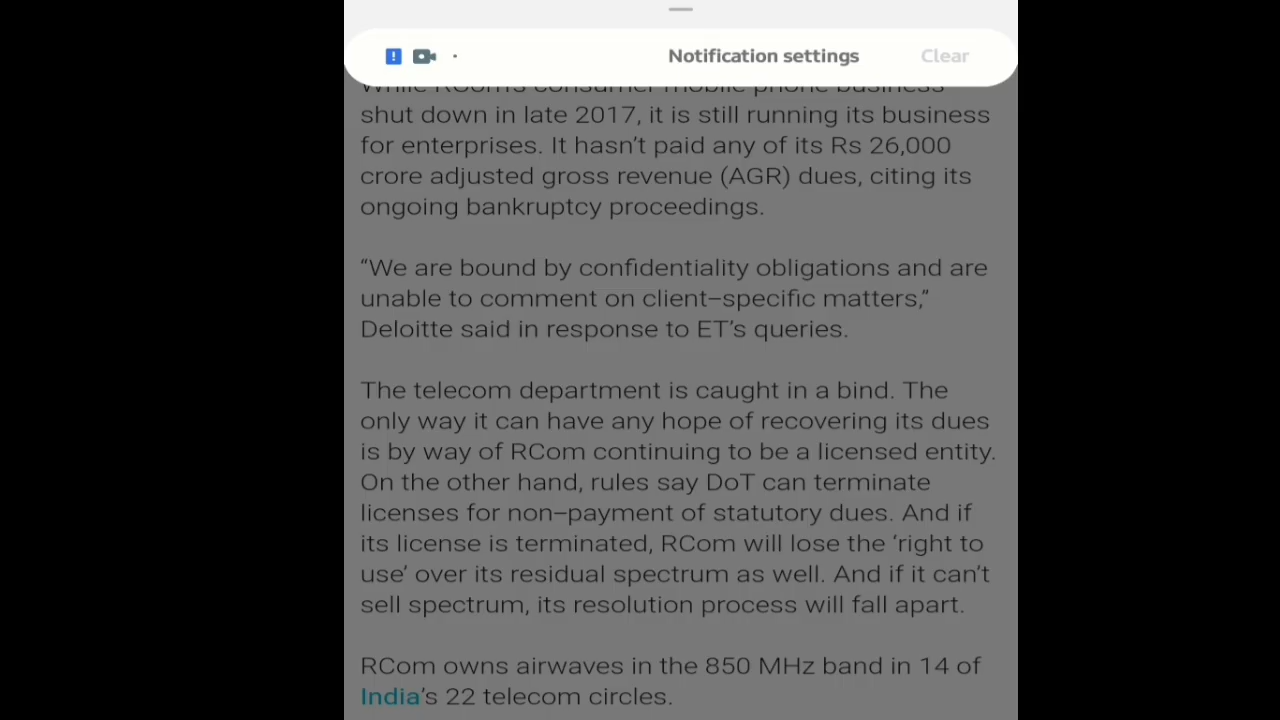 Notification settings
Clear
While RCom's consumer mobile phone business
shut down in late 2017, it is still running its business
for enterprises. It hasn't paid any of its Rs 26,000
crore adjusted gross revenue (AGR) dues, citing its
ongoing bankruptcy proceedings.
“We are bound by confidentiality obligations and are
unable to comment on client–specific matters,”
Deloitte said in response to ET's queries.
The telecom department is caught in a bind. The
only way it can have any hope of recovering its dues
is by way of RCom continuing to be a licensed entity.
On the other hand, rules say DoT can terminate
licenses for non–payment of statutory dues. And if
its license is terminated, RCom will lose the ‘right to
use’ over its residual spectrum as well. And if it can’t
sell spectrum, its resolution process will fall apart.
RCom owns airwaves in the 850 MHz band in 14 of
India’s 22 telecom circles.